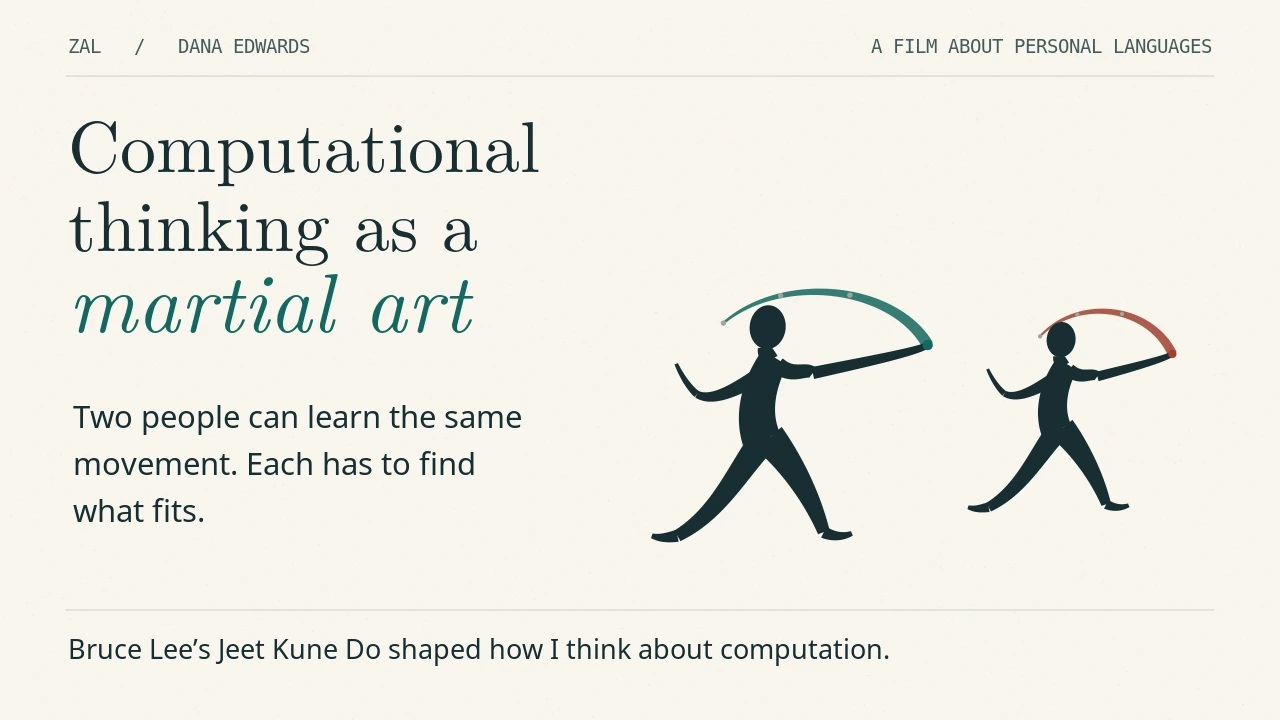 ZAL / DANA EDWARDS
A FILM ABOUT PERSONAL LANGUAGES
Computational
thinking as a
martial art
Two people can learn the same
movement. Each has to find
what fits.
Bruce Lee’s Jeet Kune Do shaped how I think about computation.